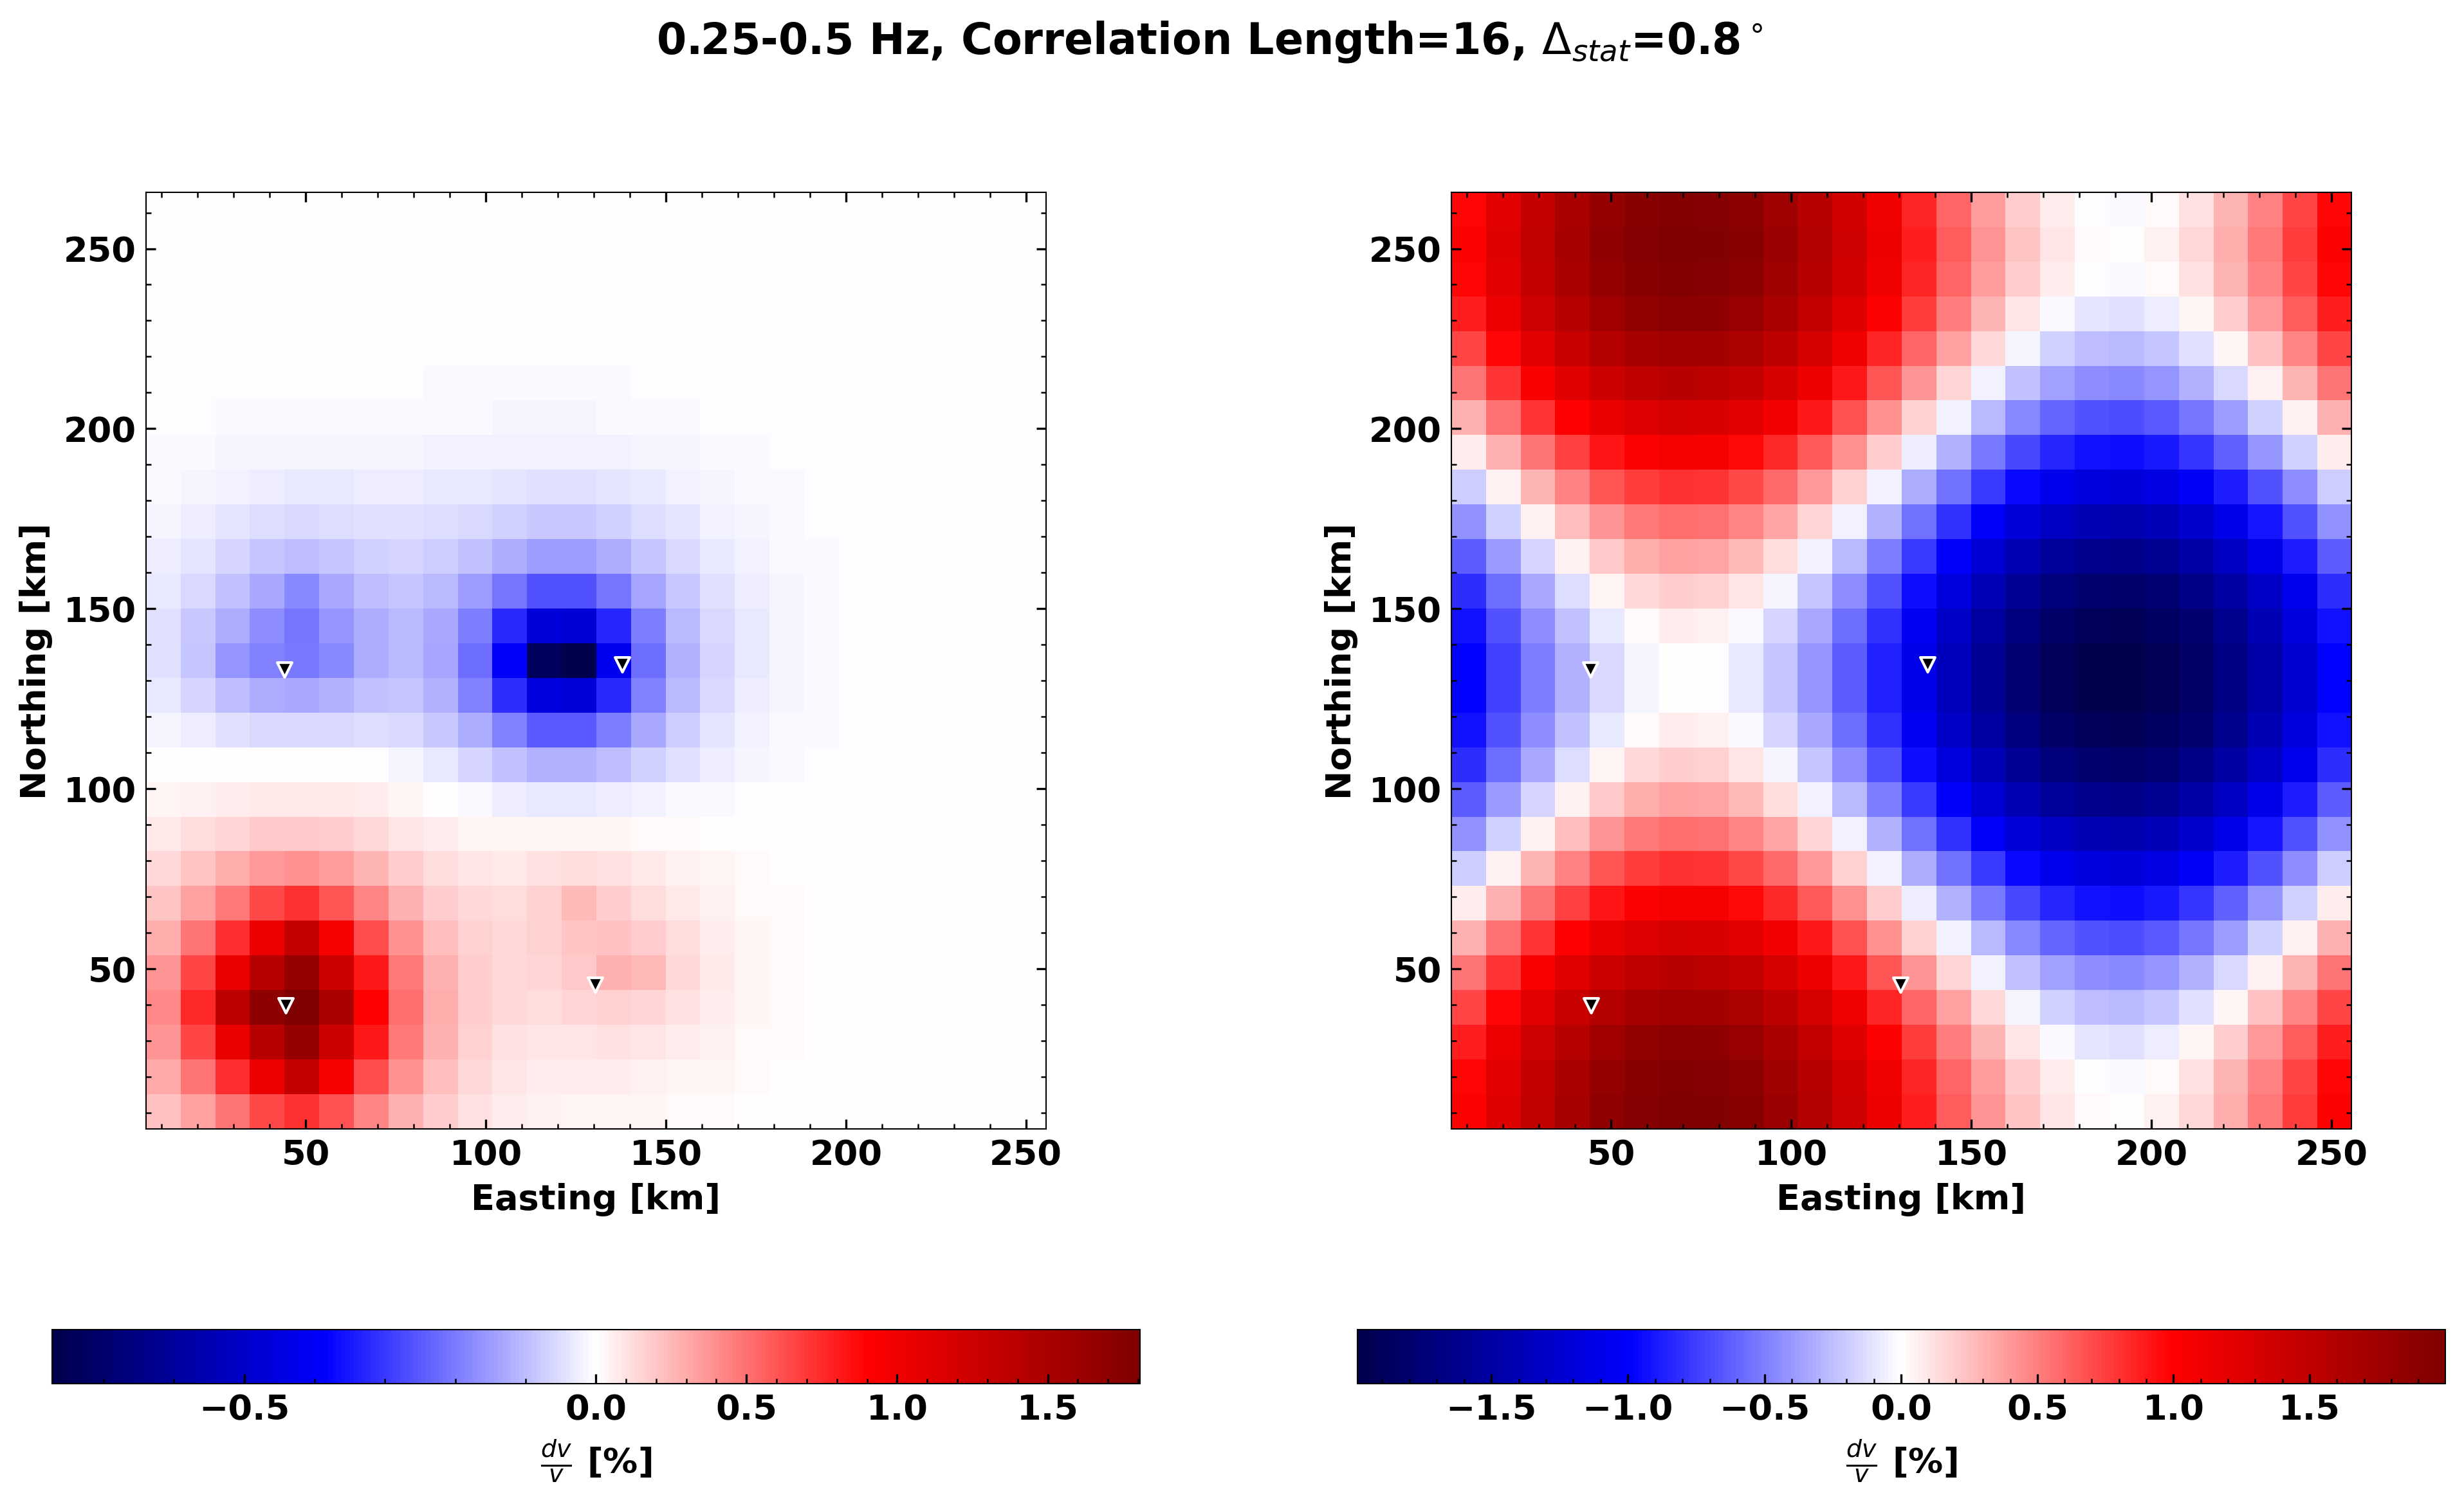 0.25-0.5 Hz, Correlation Length=16, Δstat=0.8°
250
200
150
100
50
Northing [km]
50 100 150 200 250
Easting [km]
−0.5 0.0 0.5 1.0 1.5
dv/v [%]
250
200
150
100
50
Northing [km]
50 100 150 200 250
Easting [km]
−1.5 −1.0 −0.5 0.0 0.5 1.0 1.5
dv/v [%]